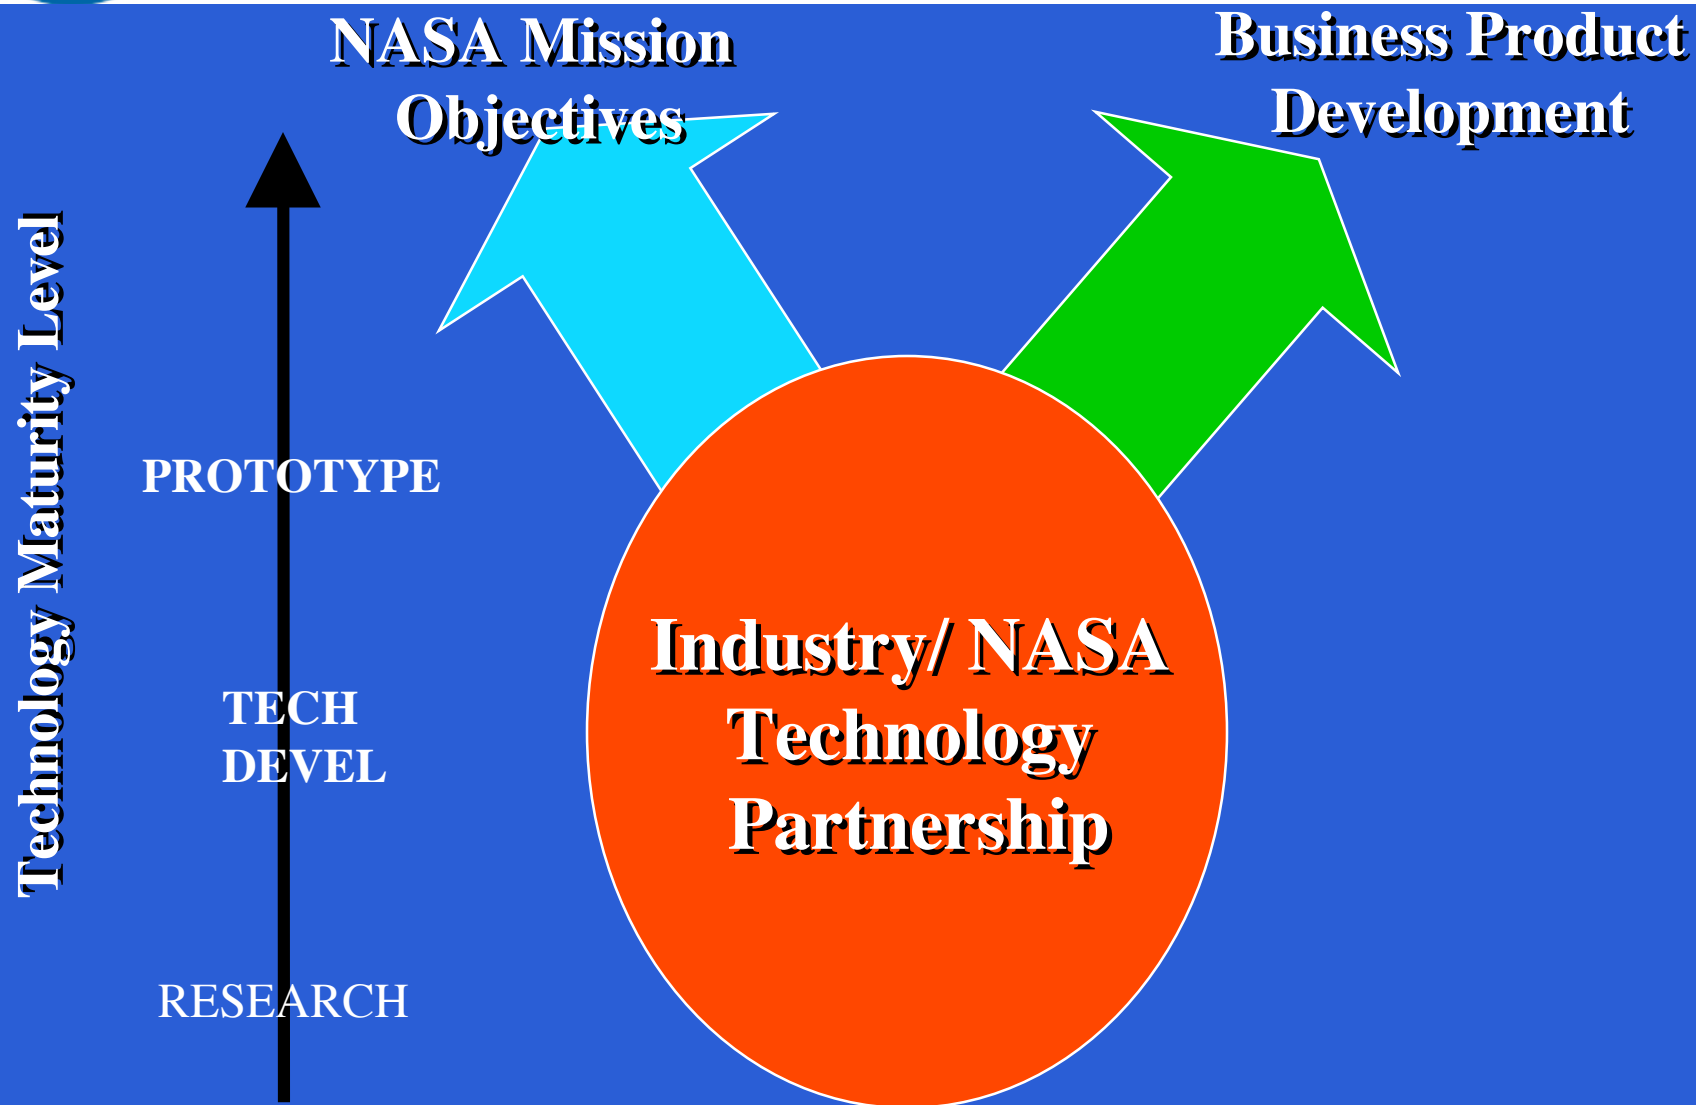 NASA Mission
Objectives
Business Product
Development
Technology Maturity Level
PROTOTYPE
TECH
DEVEL
RESEARCH
Industry/ NASA
Technology
Partnership